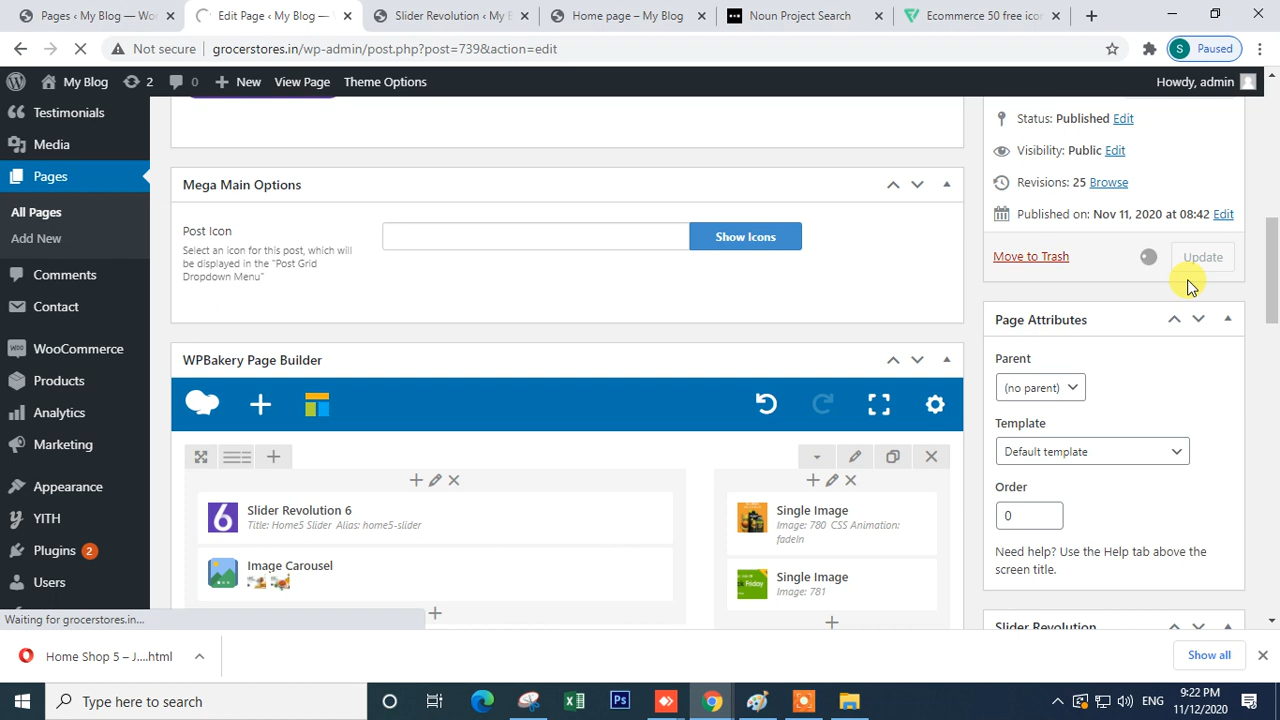 Pages ‹ My Blog — Wor
Edit Page ‹ My Blog —
Slider Revolution ‹ My B
Home page – My Blog
Noun Project Search
Ecommerce 50 free icon
Not secure
grocerstores.in/wp-admin/post.php?post=739&action=edit
S
Paused
My Blog
2
0
New
View Page
Theme Options
Howdy, admin
Testimonials
Media
Pages
All Pages
Add New
Comments
Contact
WooCommerce
Products
Analytics
Marketing
Appearance
YITH
Plugins 2
Users
Mega Main Options
Post Icon
Select an icon for this post, which will
be displayed in the "Post Grid
Dropdown Menu"
Show Icons
WPBakery Page Builder
Slider Revolution 6
Title: Home5 Slider Alias: home5-slider
Image Carousel
Single Image
Image: 780 CSS Animation:
fadeIn
Single Image
Image: 781
Status: Published Edit
Visibility: Public Edit
Revisions: 25 Browse
Published on: Nov 11, 2020 at 08:42 Edit
Move to Trash
Update
Page Attributes
Parent
(no parent)
Template
Default template
Order
0
Need help? Use the Help tab above the
screen title.
Slider Revolution
Waiting for grocerstores.in...
Home Shop 5 – J....html
Show all
Type here to search
ENG
9:22 PM
11/12/2020